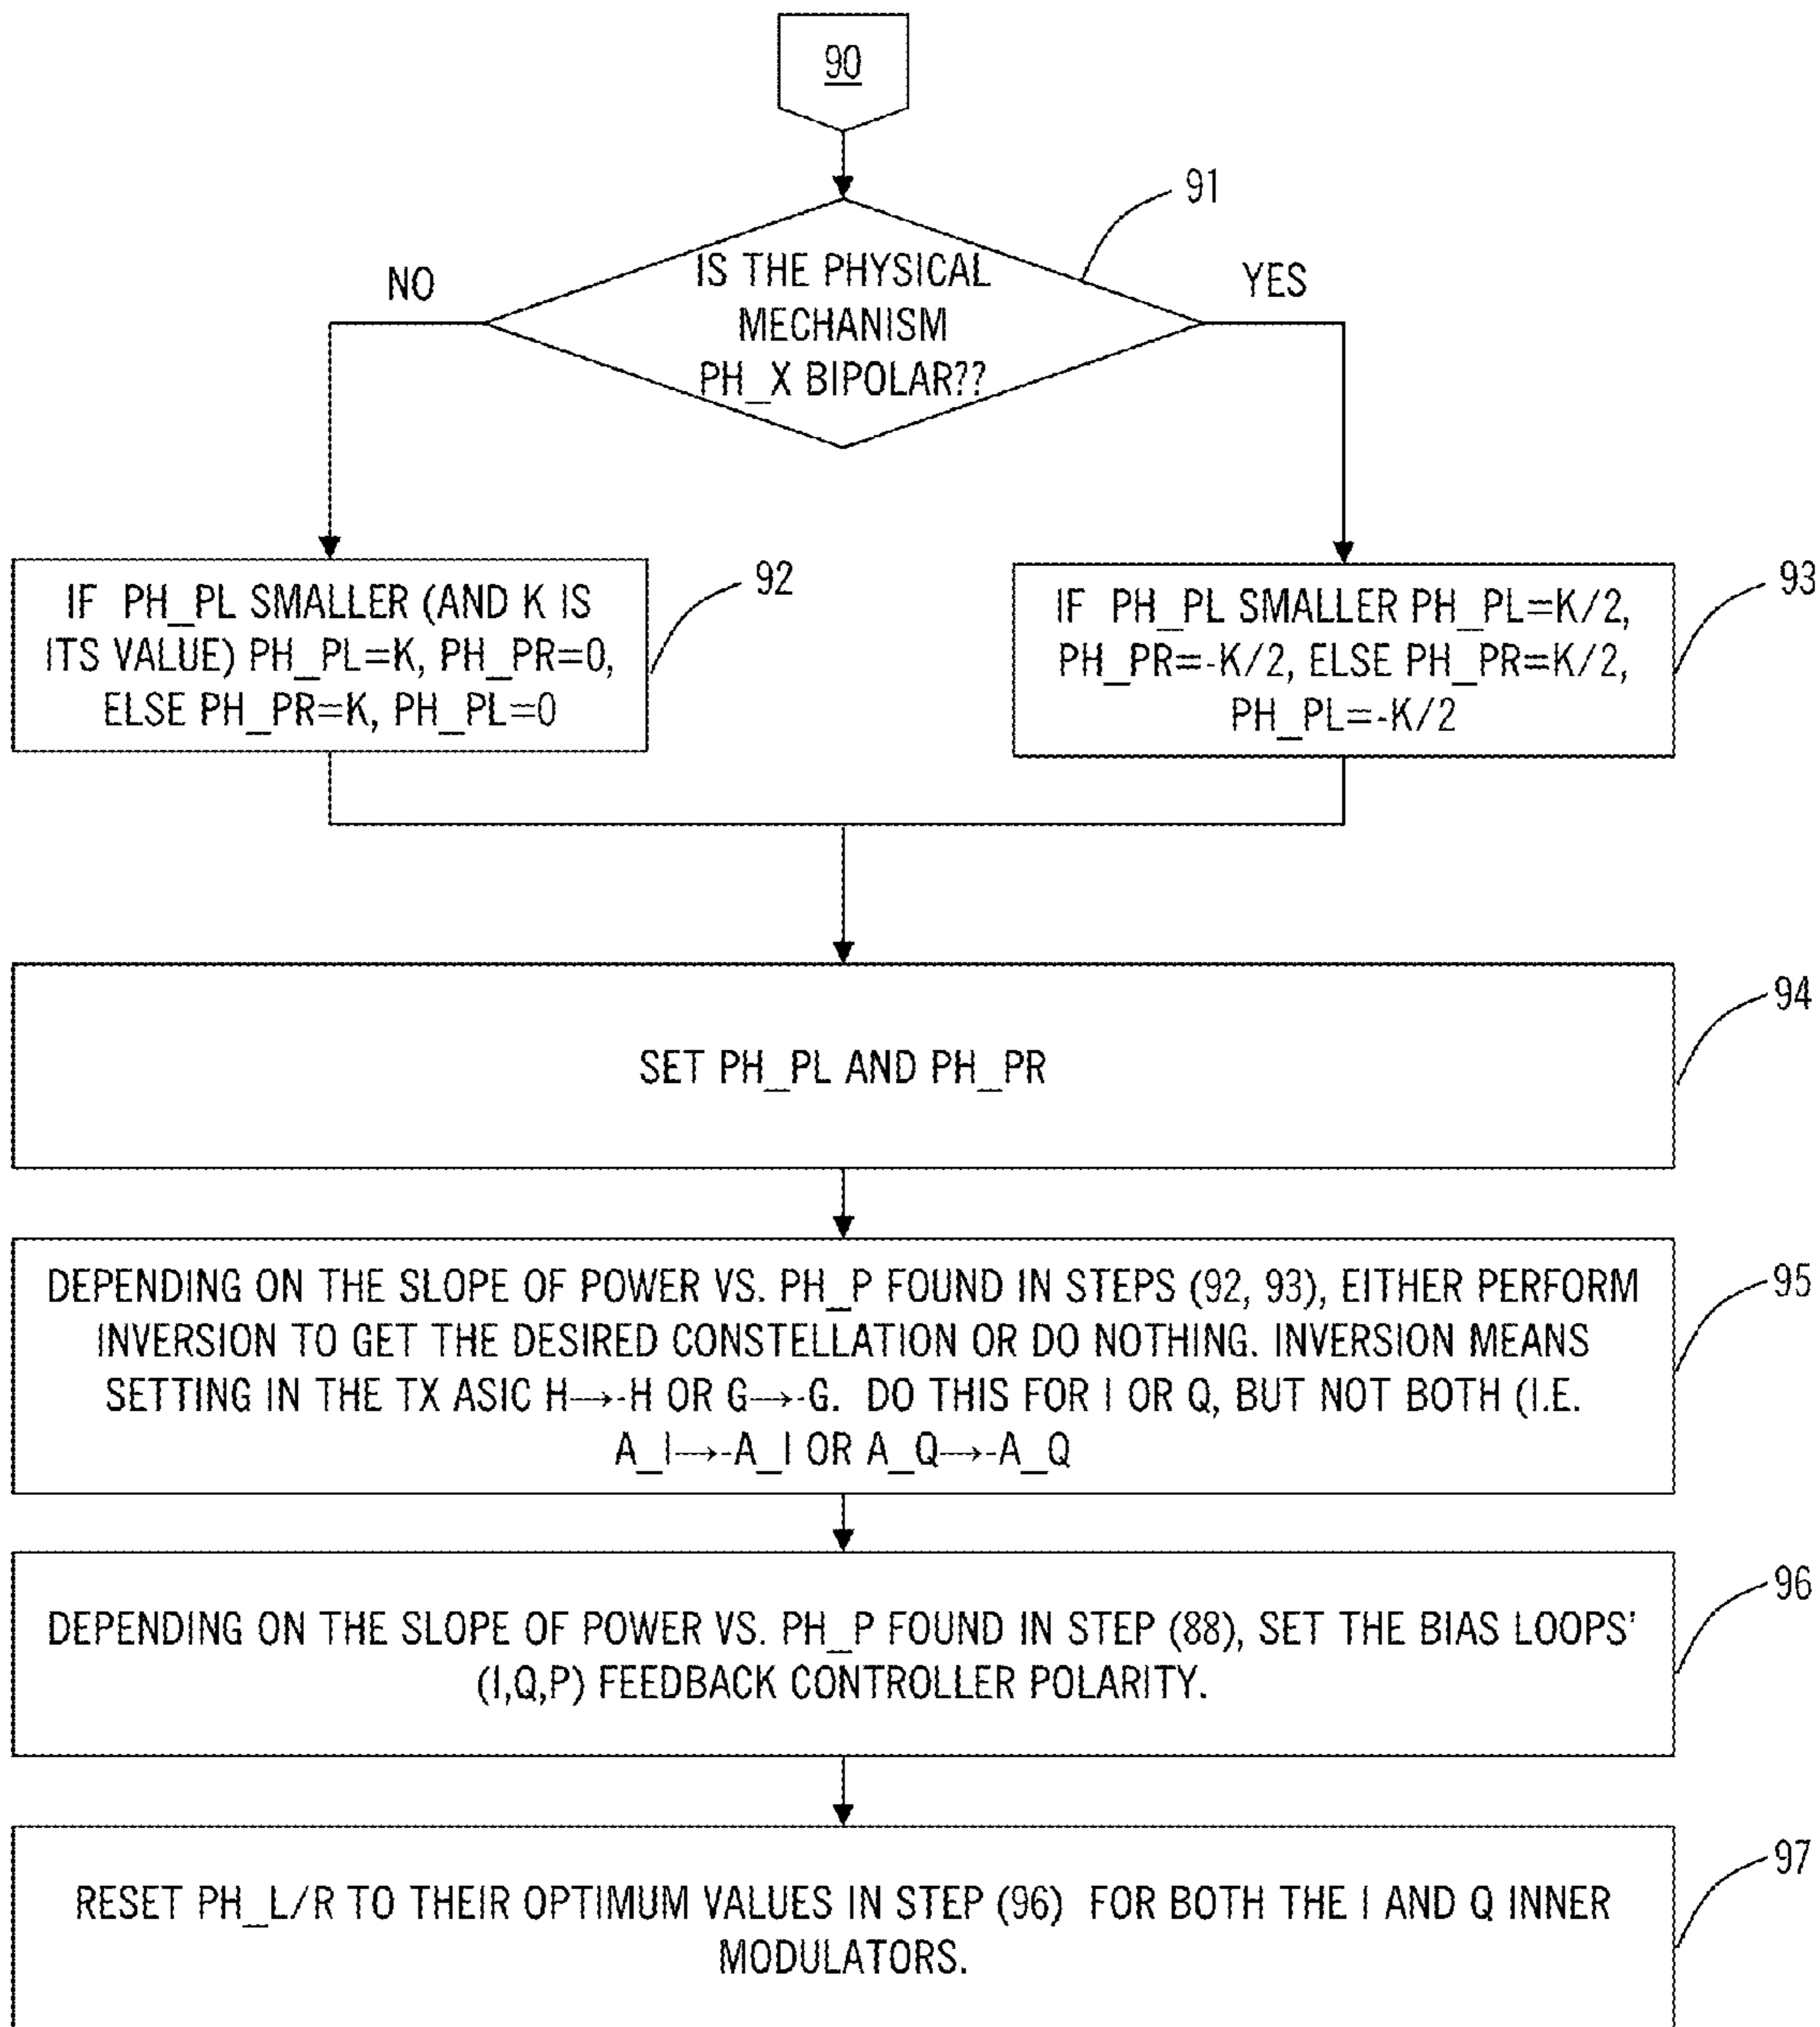 90
91
NO
IS THE PHYSICAL
YES
MECHANISM
PH_X BIPOLAR??
IF PH_PL SMALLER (AND K IS
ITS VALUE) PH_PL=K, PH_PR=0,
ELSE PH_PR=K, PH_PL=0
92
IF PH_PL SMALLER PH_PL=K/2,
PH_PR=-K/2, ELSE PH_PR=K/2,
PH_PL=-K/2
93
SET PH_PL AND PH_PR
94
DEPENDING ON THE SLOPE OF POWER VS. PH_P FOUND IN STEPS (92, 93), EITHER PERFORM
INVERSION TO GET THE DESIRED CONSTELLATION OR DO NOTHING. INVERSION MEANS
SETTING IN THE TX ASIC H→-H OR G→-G. DO THIS FOR I OR Q, BUT NOT BOTH (I.E.
A_I→-A_I OR A_Q→-A_Q
95
DEPENDING ON THE SLOPE OF POWER VS. PH_P FOUND IN STEP (88), SET THE BIAS LOOPS'
(I,Q,P) FEEDBACK CONTROLLER POLARITY.
96
RESET PH_L/R TO THEIR OPTIMUM VALUES IN STEP (96) FOR BOTH THE I AND Q INNER
MODULATORS.
97